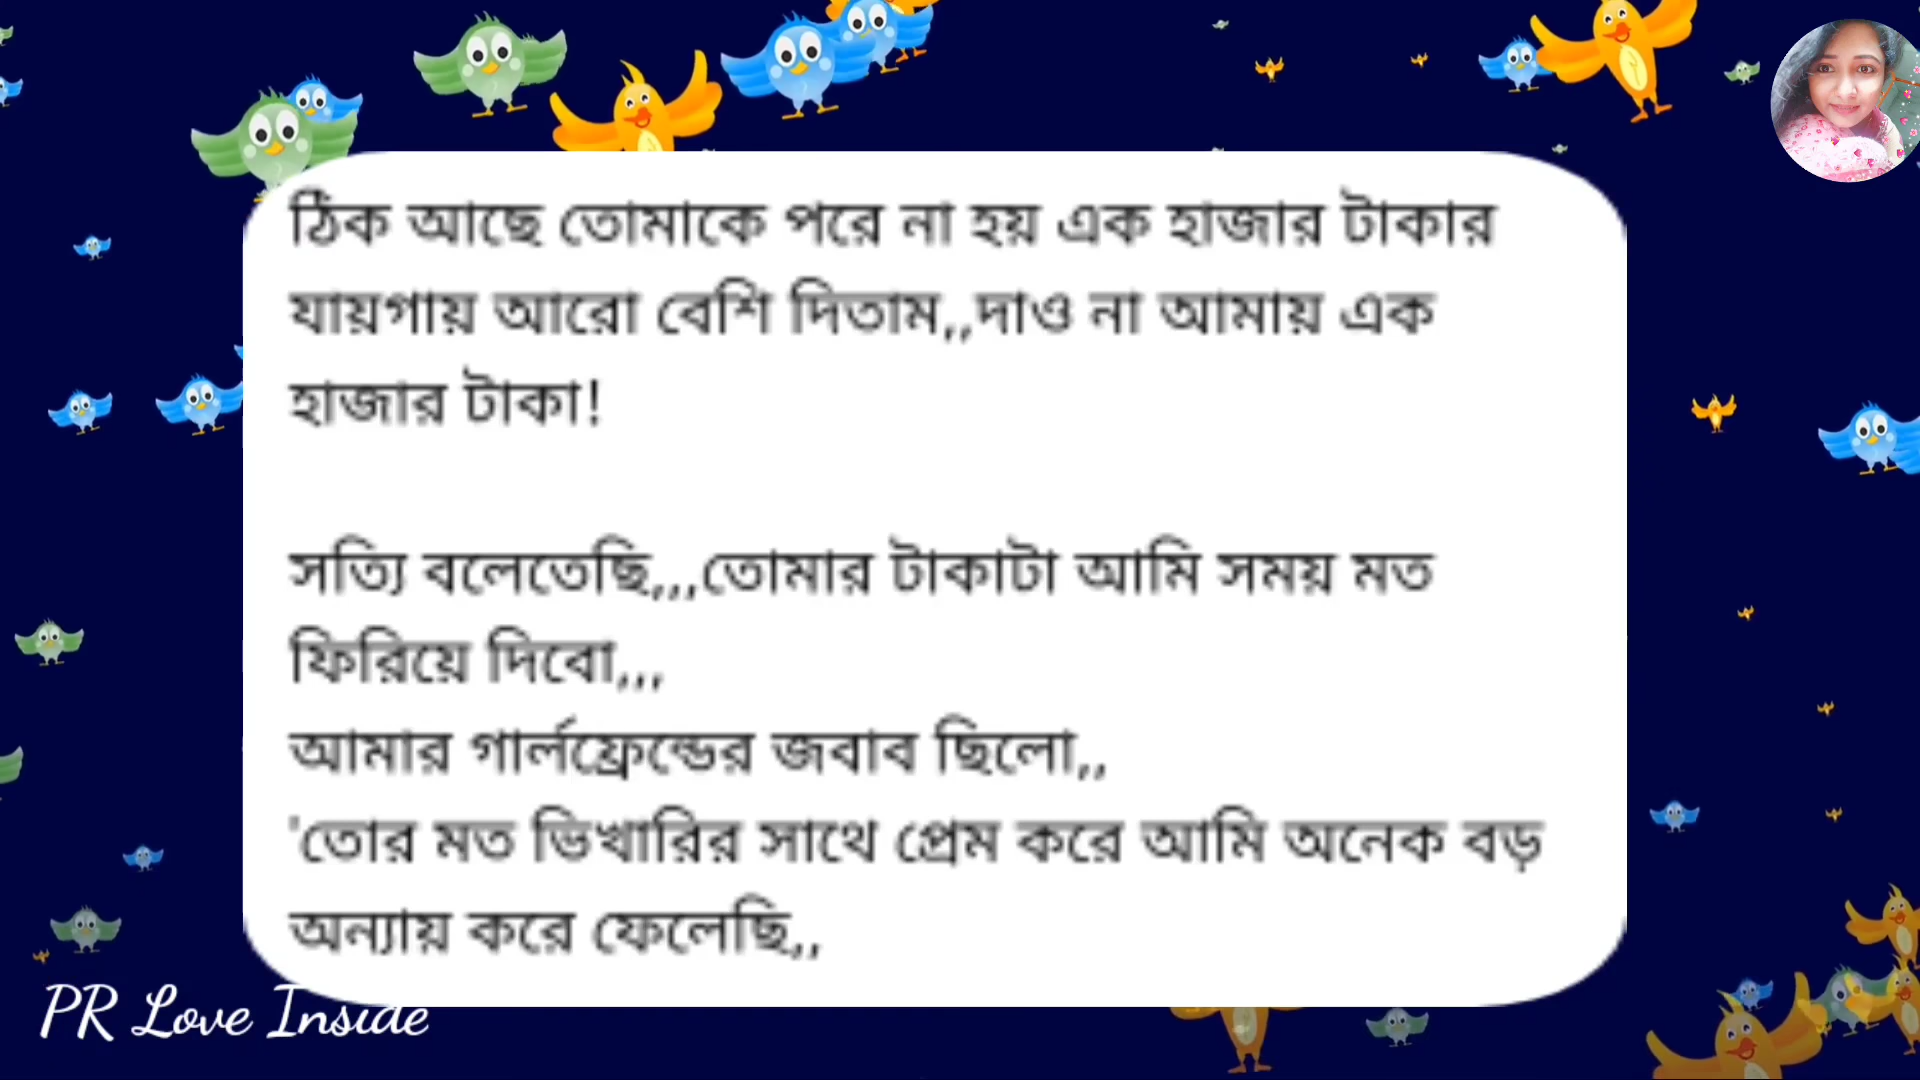 ঠিক আছে তোমাকে পরে না হয় এক হাজার টাকার
যায়গায় আরো বেশি দিতাম,,দাও না আমায় এক
হাজার টাকা!
সত্যি বলেতেছি,,,তোমার টাকাটা আমি সময় মত
ফিরিয়ে দিবো,,,
আমার গার্লফ্রেন্ডের জবাব ছিলো,,
'তোর মত ভিখারির সাথে প্রেম করে আমি অনেক বড়
অন্যায় করে ফেলেছি,,
PR Love Inside